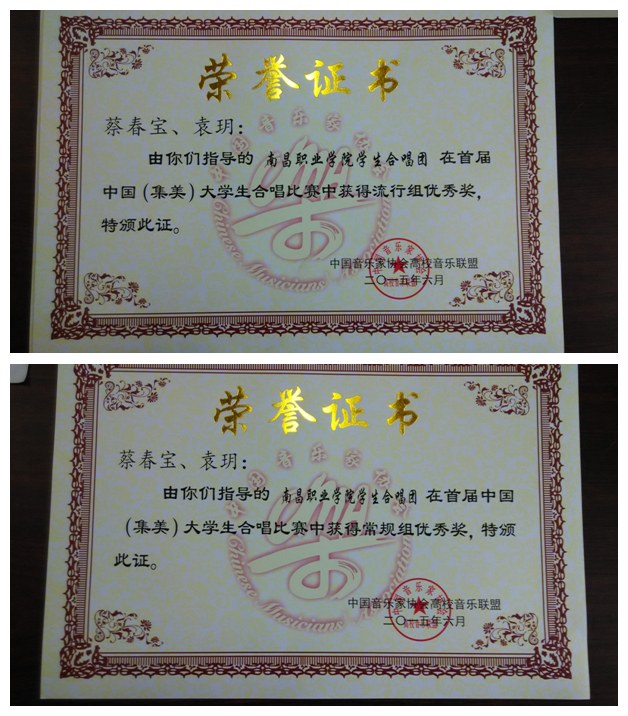 荣誉证书
蔡春宝、袁玥：
由你们指导的 南昌职业学院学生合唱团 在首届
中国（集美）大学生合唱比赛中获得流行组优秀奖，
特颁此证。
中国音乐家协会高校音乐联盟
二〇一五年六月
荣誉证书
蔡春宝、袁玥：
由你们指导的 南昌职业学院学生合唱团 在首届中国
（集美）大学生合唱比赛中获得常规组优秀奖，特颁
此证。
中国音乐家协会高校音乐联盟
二〇一五年六月